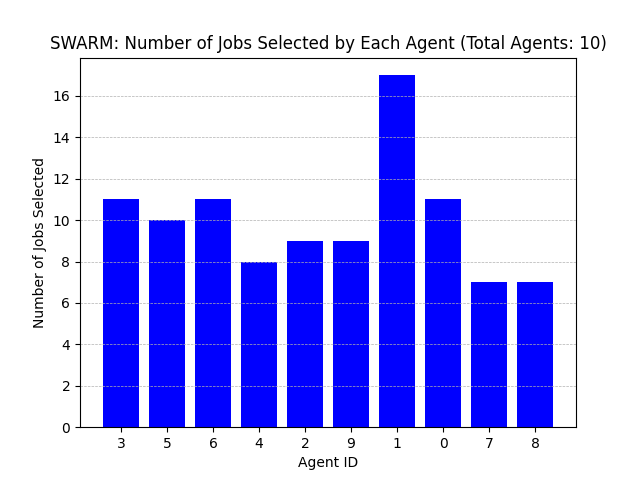 SWARM: Number of Jobs Selected by Each Agent (Total Agents: 10)
16
14
12
10
8
6
4
2
0
Number of Jobs Selected
3 5 6 4 2 9 1 0 7 8
Agent ID